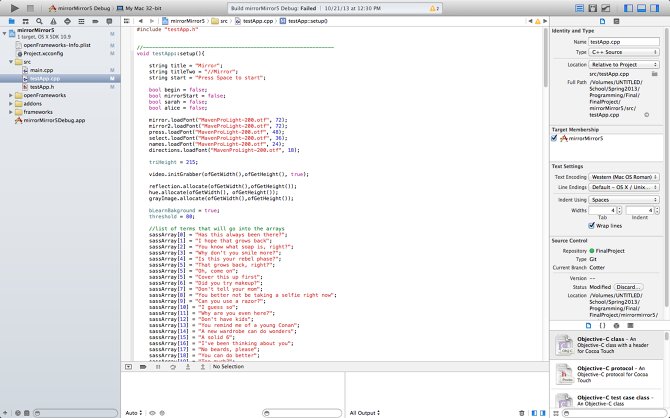 mirrorMirror5 Debug
My Mac 32-bit
Build mirrorMirror5 Debug: Failed
10/21/13 at 12:30 PM
2
mirrorMirror5
1 target, OS X SDK 10.9
openFrameworks-Info.plist
Project.xcconfig
src
main.cpp
testApp.cpp
testApp.h
openFrameworks
addons
frameworks
mirrorMirror5Debug.app
mirrorMirror5
src
testApp.cpp
testApp::setup()
#include "testApp.h"
//--------------------------------------------------------------
void testApp::setup(){
string title = "Mirror";
string titleTwo = "//Mirror";
string start = "Press Space to start";
bool begin = false;
bool mirrorStart = false;
bool sarah = false;
bool alice = false;
mirror.loadFont("MavenProLight-200.otf", 72);
mirror2.loadFont("MavenProLight-200.otf", 72);
press.loadFont("MavenProLight-200.otf", 48);
select.loadFont("MavenProLight-200.otf", 36);
names.loadFont("MavenProLight-200.otf", 24);
directions.loadFont("MavenProLight-200.otf", 18);
triHeight = 215;
video.initGrabber(ofGetWidth(),ofGetHeight(), true);
reflection.allocate(ofGetWidth(),ofGetHeight());
hue.allocate(ofGetWidth(), ofGetHeight());
grayImage.allocate(ofGetWidth(),ofGetHeight());
bLearnBakground = true;
threshold = 80;
//list of terms that will go into the arrays
sassArray[0] = "Has this always been there?";
sassArray[1] = "I hope that grows back";
sassArray[2] = "You know what soap is, right?";
sassArray[3] = "Why don't you smile more?";
sassArray[4] = "Is this your rebel phase?";
sassArray[5] = "That grows back, right?";
sassArray[5] = "Oh, come on";
sassArray[5] = "Cover this up first";
sassArray[6] = "Did you try makeup?";
sassArray[7] = "Don't tell your mom";
sassArray[8] = "You better not be taking a selfie right now";
sassArray[9] = "Can you use a razor?";
sassArray[10] = "I guess so";
sassArray[11] = "Why are you even here?";
sassArray[12] = "Don't have kids";
sassArray[13] = "You remind me of a young Conan";
sassArray[14] = "A new wardrobe can do wonders";
sassArray[15] = "A solid 6";
sassArray[16] = "I've been thinking about you";
sassArray[17] = "No beards, please";
sassArray[18] = "You can do better";
No Selection
Auto
All Output
Identity and Type
Name testApp.cpp
Type C++ Source
Location Relative to Project
src/testApp.cpp
Full Path /Volumes/UNTITLED/
School/Spring2013/
Programming/Final/
FinalProject/
mirrorMirror5/src/
testApp.cpp
Target Membership
mirrorMirror5
Text Settings
Text Encoding Western (Mac OS Roman)
Line Endings Default - OS X / Unix...
Indent Using Spaces
Widths 4 4
Tab Indent
Wrap lines
Source Control
Repository FinalProject
Type Git
Current Branch Cotter
Version --
Status Modified Discard...
Location /Volumes/UNTITLED/
School/Spring2013/
Programming/Final/
FinalProject/mirrormirror5/
Objective-C class - An
Objective-C class with a header
for Cocoa Touch
Objective-C protocol - An
Objective-C protocol for Cocoa
Touch
Objective-C test case class -